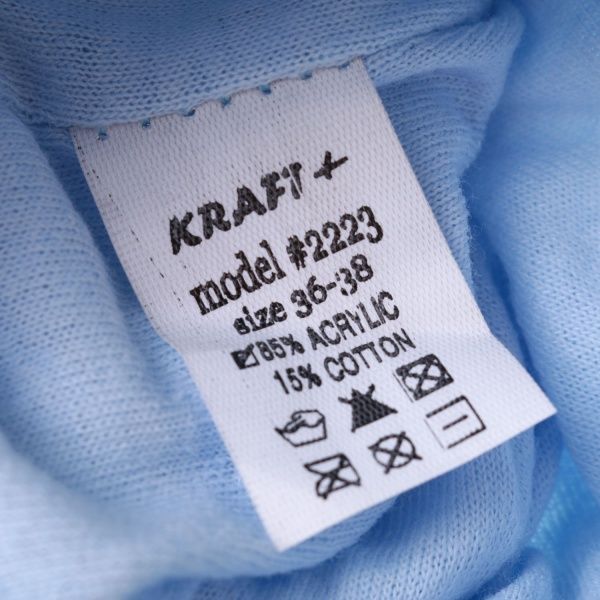 KRAFT+
model #2223
size 36-38
85% ACRYLIC
15% COTTON